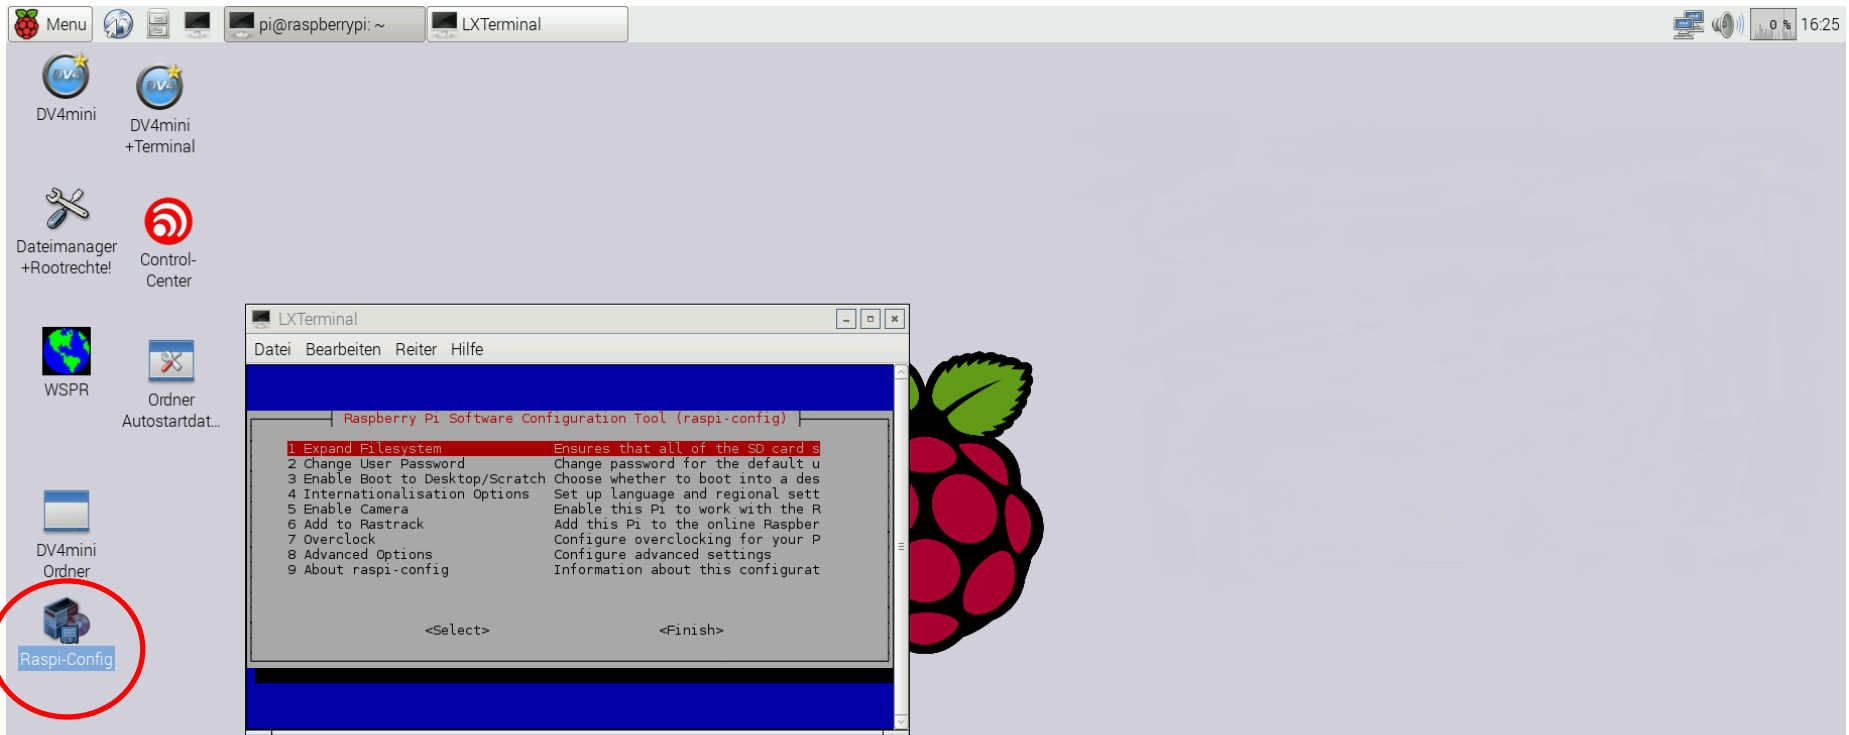 Menu
pi@raspberrypi: ~
LXTerminal
0 %
16:25
DV4mini
DV4mini
+Terminal
Dateimanager
+Rootrechte!
Control-
Center
WSPR
Ordner
Autostartdat...
DV4mini
Ordner
Raspi-Config
LXTerminal
Datei Bearbeiten Reiter Hilfe
Raspberry Pi Software Configuration Tool (raspi-config)
1 Expand Filesystem Ensures that all of the SD card s
2 Change User Password Change password for the default u
3 Enable Boot to Desktop/Scratch Choose whether to boot into a des
4 Internationalisation Options Set up language and regional sett
5 Enable Camera Enable this Pi to work with the R
6 Add to Rastrack Add this Pi to the online Raspber
7 Overclock Configure overclocking for your P
8 Advanced Options Configure advanced settings
9 About raspi-config Information about this configurat
<Select> <Finish>